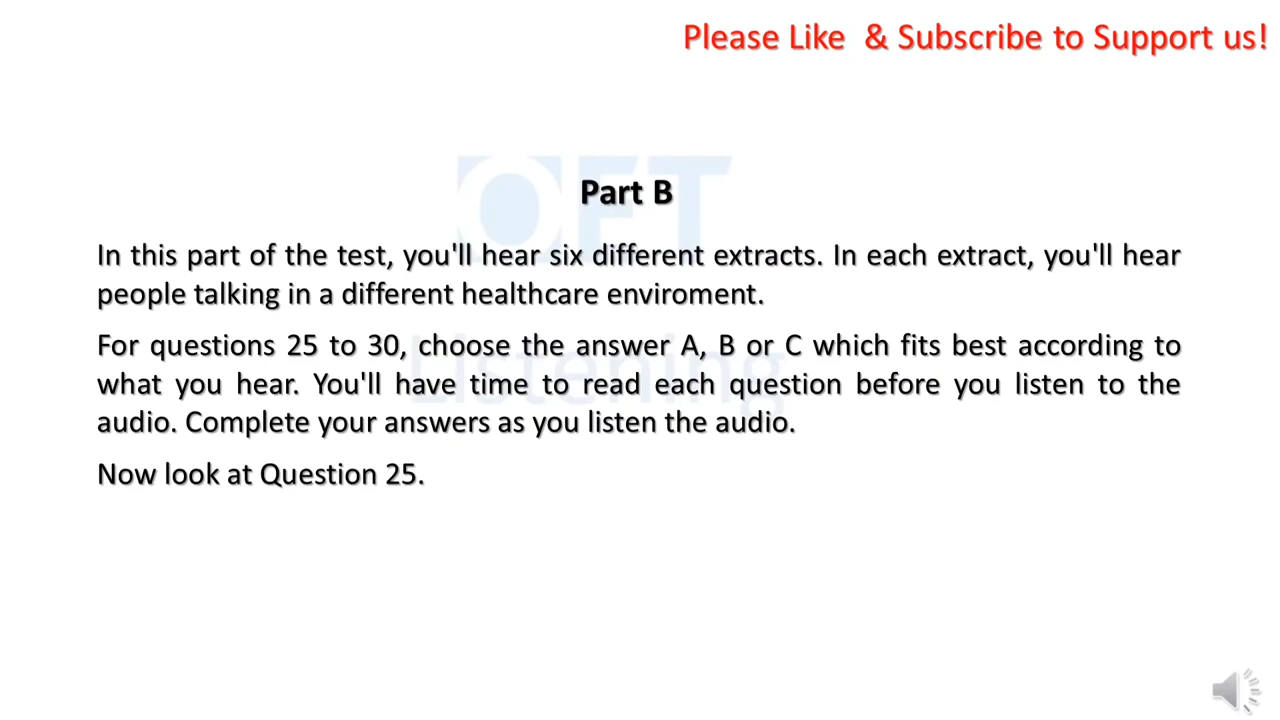 Please Like & Subscribe to Support us!
OET
Part B
In this part of the test, you'll hear six different extracts. In each extract, you'll hear
people talking in a different healthcare enviroment.
For questions 25 to 30, choose the answer A, B or C which fits best according to
what you hear. You'll have time to read each question before you listen to the
audio. Complete your answers as you listen the audio.
Listening
Now look at Question 25.